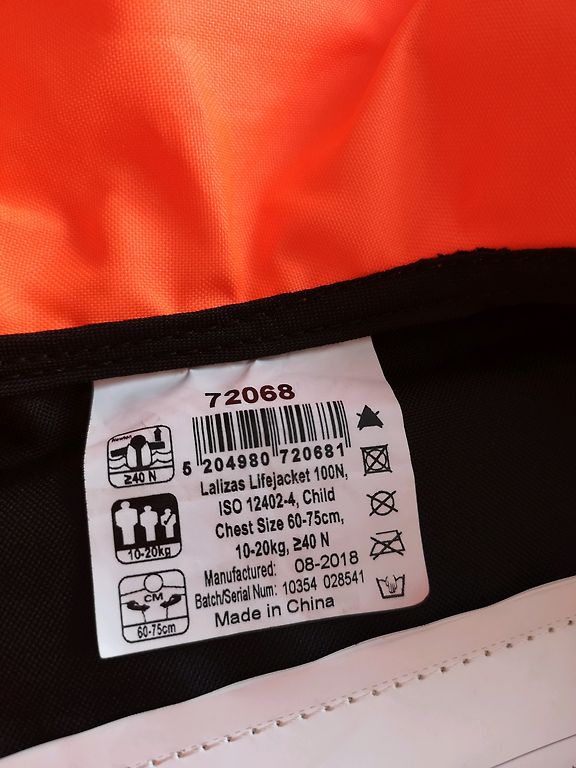 72068
5 204980 720681
Lalizas Lifejacket 100N,
ISO 12402-4, Child
Chest Size 60-75cm,
10-20kg, ≥40 N
Manufactured: 08-2018
Batch/Serial Num: 10354 028541
Made in China
Newton
≥40 N
10-20kg
CM
60-75cm